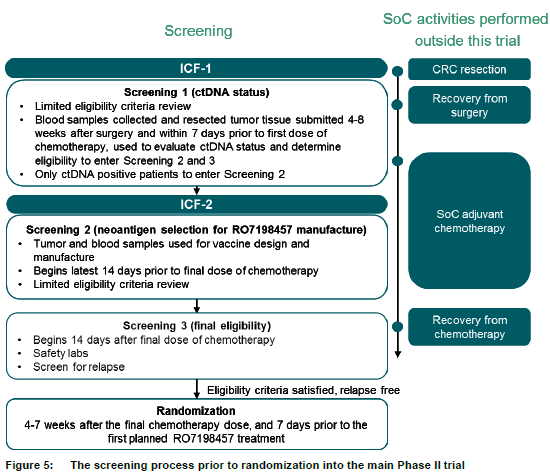 Screening
SoC activities performed
outside this trial
ICF-1
Screening 1 (ctDNA status)
• Limited eligibility criteria review
• Blood samples collected and resected tumor tissue submitted 4-8
weeks after surgery and within 7 days prior to first dose of
chemotherapy, used to evaluate ctDNA status and determine
eligibility to enter Screening 2 and 3
• Only ctDNA positive patients to enter Screening 2
ICF-2
Screening 2 (neoantigen selection for RO7198457 manufacture)
• Tumor and blood samples used for vaccine design and
manufacture
• Begins latest 14 days prior to final dose of chemotherapy
• Limited eligibility criteria review
Screening 3 (final eligibility)
• Begins 14 days after final dose of chemotherapy
• Safety labs
• Screen for relapse
Eligibility criteria satisfied, relapse free
Randomization
4-7 weeks after the final chemotherapy dose, and 7 days prior to the
first planned RO7198457 treatment
CRC resection
Recovery from
surgery
SoC adjuvant
chemotherapy
Recovery from
chemotherapy
Figure 5: The screening process prior to randomization into the main Phase II trial